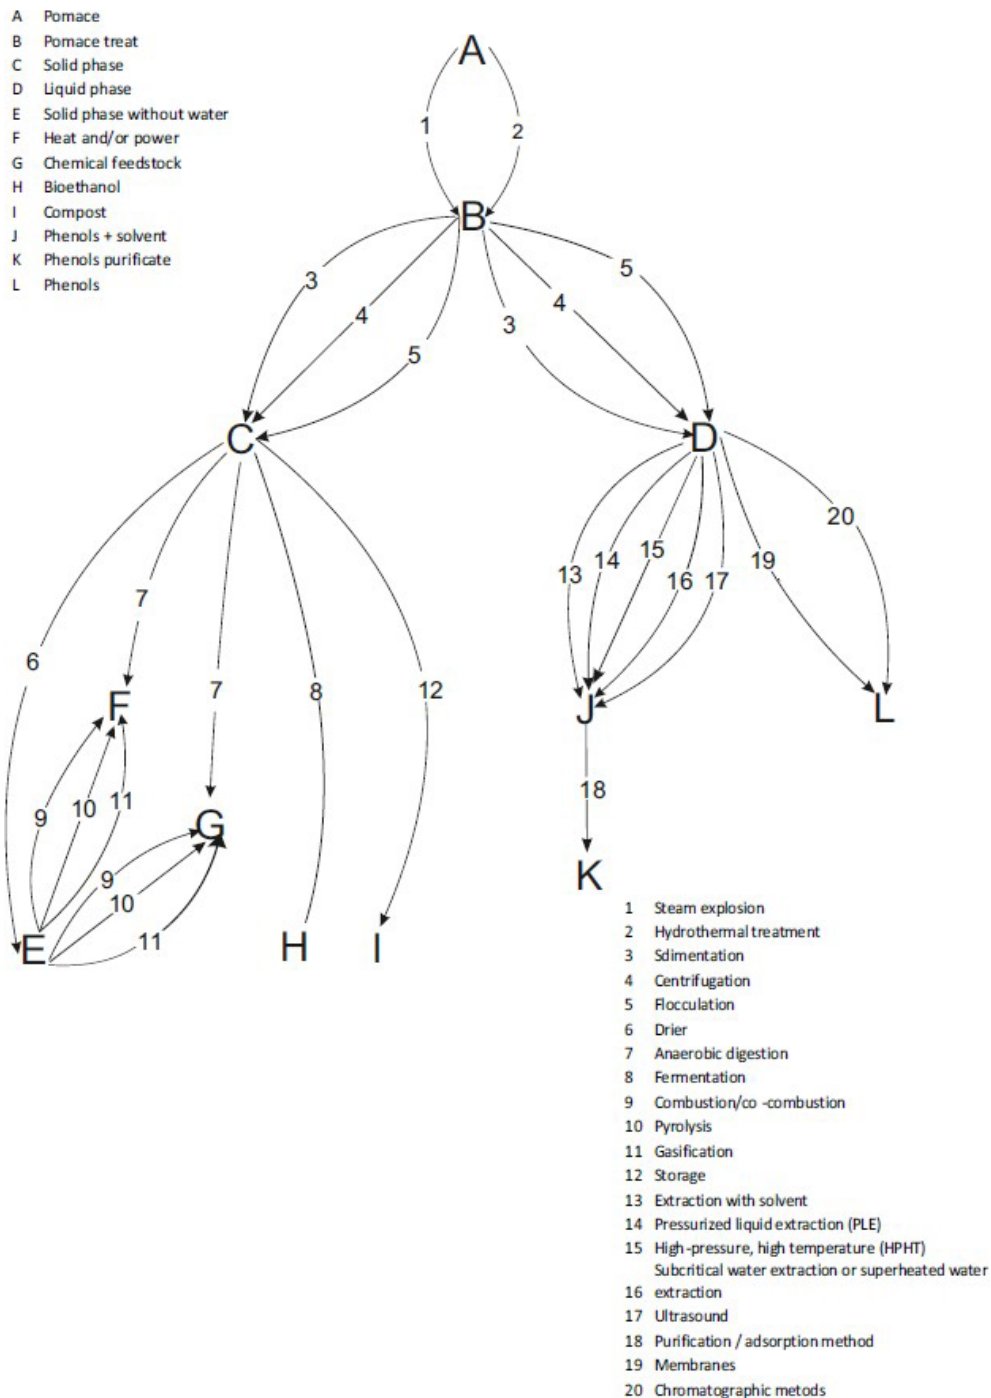 A Pomace
B Pomace treat
C Solid phase
D Liquid phase
E Solid phase without water
F Heat and/or power
G Chemical feedstock
H Bioethanol
I Compost
J Phenols + solvent
K Phenols purificate
L Phenols
A
1 2
B
3 4 5 3 4 5
C D
6 7 7 8 12 13 14 15 16 17 19 20
F J L
9 10 11 18
G K
9 10 11
E H I
1 Steam explosion
2 Hydrothermal treatment
3 Sdimentation
4 Centrifugation
5 Flocculation
6 Drier
7 Anaerobic digestion
8 Fermentation
9 Combustion/co -combustion
10 Pyrolysis
11 Gasification
12 Storage
13 Extraction with solvent
14 Pressurized liquid extraction (PLE)
15 High-pressure, high temperature (HPHT)
Subcritical water extraction or superheated water
16 extraction
17 Ultrasound
18 Purification / adsorption method
19 Membranes
20 Chromatographic metods